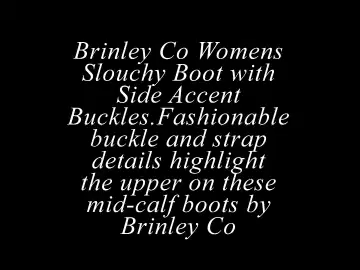 Brinley Co Womens
Slouchy Boot with
Side Accent
Buckles.Fashionable
buckle and strap
details highlight
the upper on these
mid-calf boots by
Brinley Co